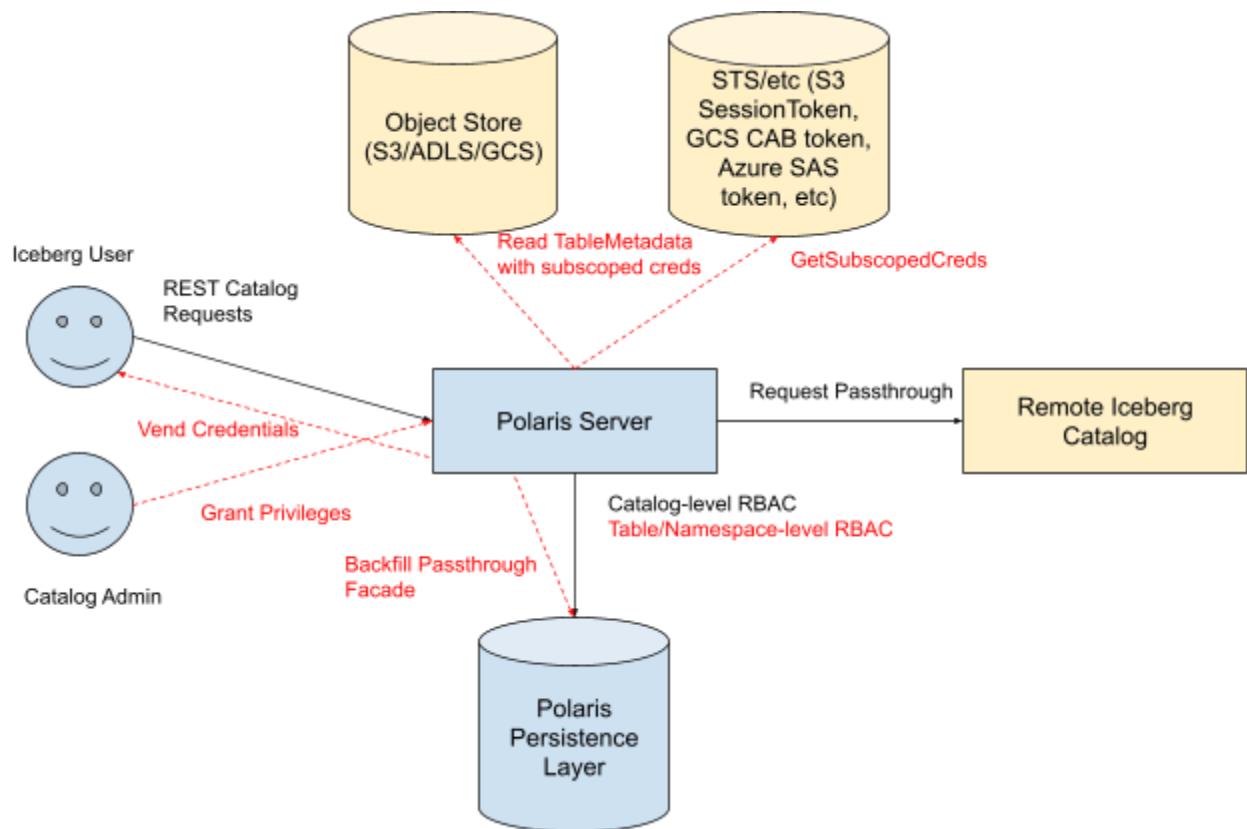 Object Store
(S3/ADLS/GCS)
STS/etc (S3
SessionToken,
GCS CAB token,
Azure SAS
token, etc)
Iceberg User
REST Catalog
Requests
Read TableMetadata
with subscoped creds
GetSubscopedCreds
Vend Credentials
Polaris Server
Request Passthrough
Remote Iceberg
Catalog
Grant Privileges
Catalog Admin
Catalog-level RBAC
Table/Namespace-level RBAC
Backfill Passthrough
Facade
Polaris
Persistence
Layer